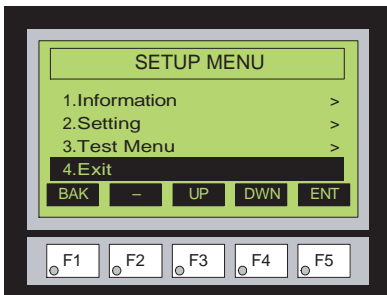 SETUP MENU
1.Information >
2.Setting >
3.Test Menu >
4.Exit
BAK – UP DWN ENT
F1 F2 F3 F4 F5